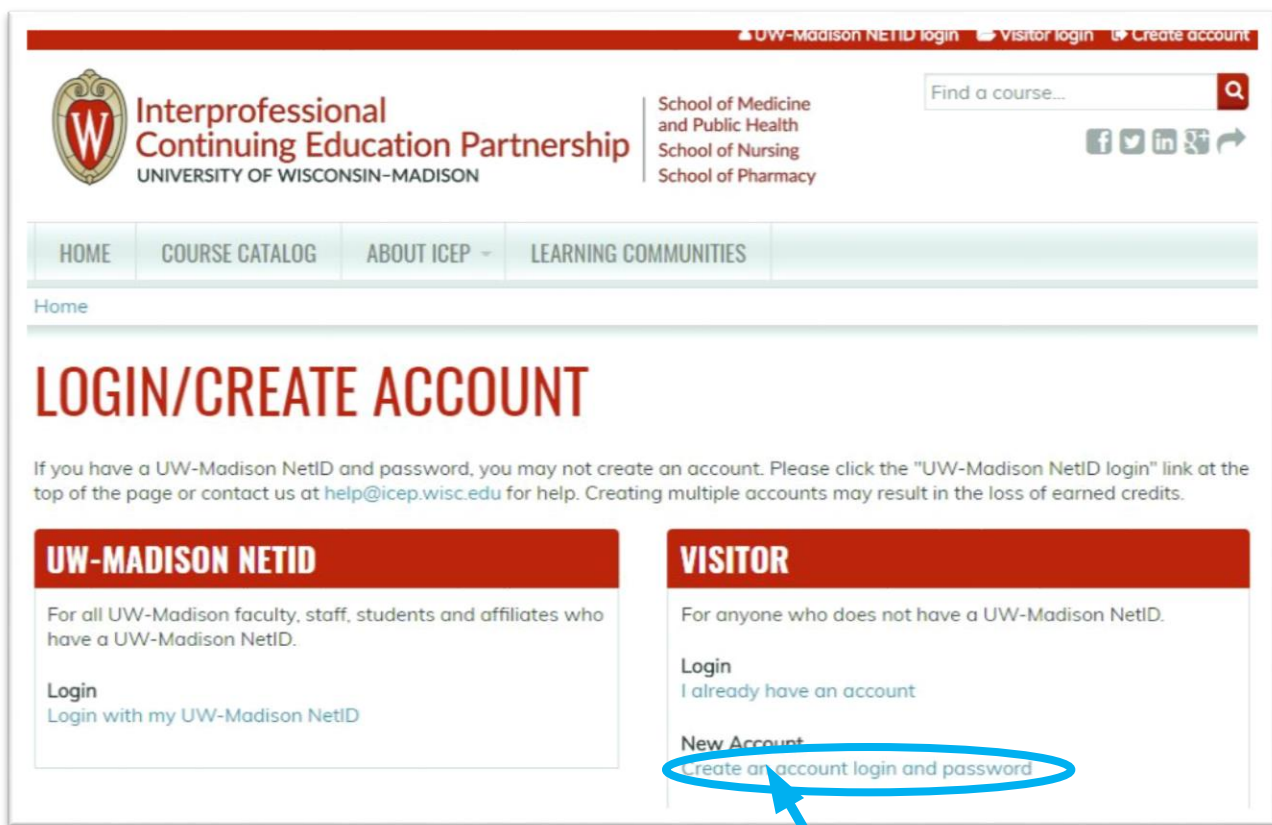 UW-Madison NETID login Visitor login Create account
Interprofessional
Continuing Education Partnership
UNIVERSITY OF WISCONSIN–MADISON
School of Medicine
and Public Health
School of Nursing
School of Pharmacy
Find a course...
W
HOME COURSE CATALOG ABOUT ICEP LEARNING COMMUNITIES
Home
LOGIN/CREATE ACCOUNT
If you have a UW-Madison NetID and password, you may not create an account. Please click the "UW-Madison NetID login" link at the
top of the page or contact us at help@icep.wisc.edu for help. Creating multiple accounts may result in the loss of earned credits.
UW-MADISON NETID
For all UW-Madison faculty, staff, students and affiliates who
have a UW-Madison NetID.
Login
Login with my UW-Madison NetID
VISITOR
For anyone who does not have a UW-Madison NetID.
Login
I already have an account
New Account
Create an account login and password